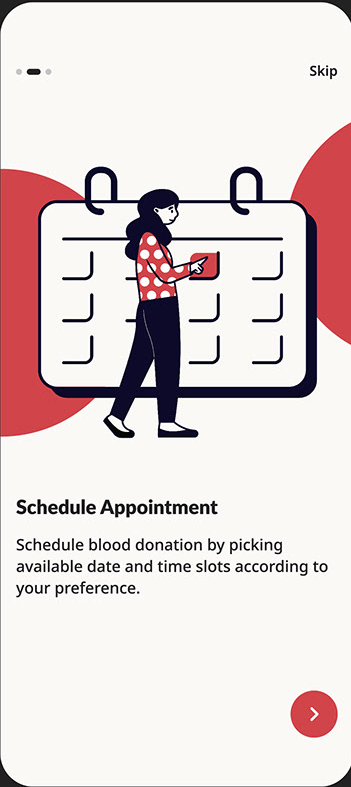 Skip
Schedule Appointment
Schedule blood donation by picking
available date and time slots according to
your preference.